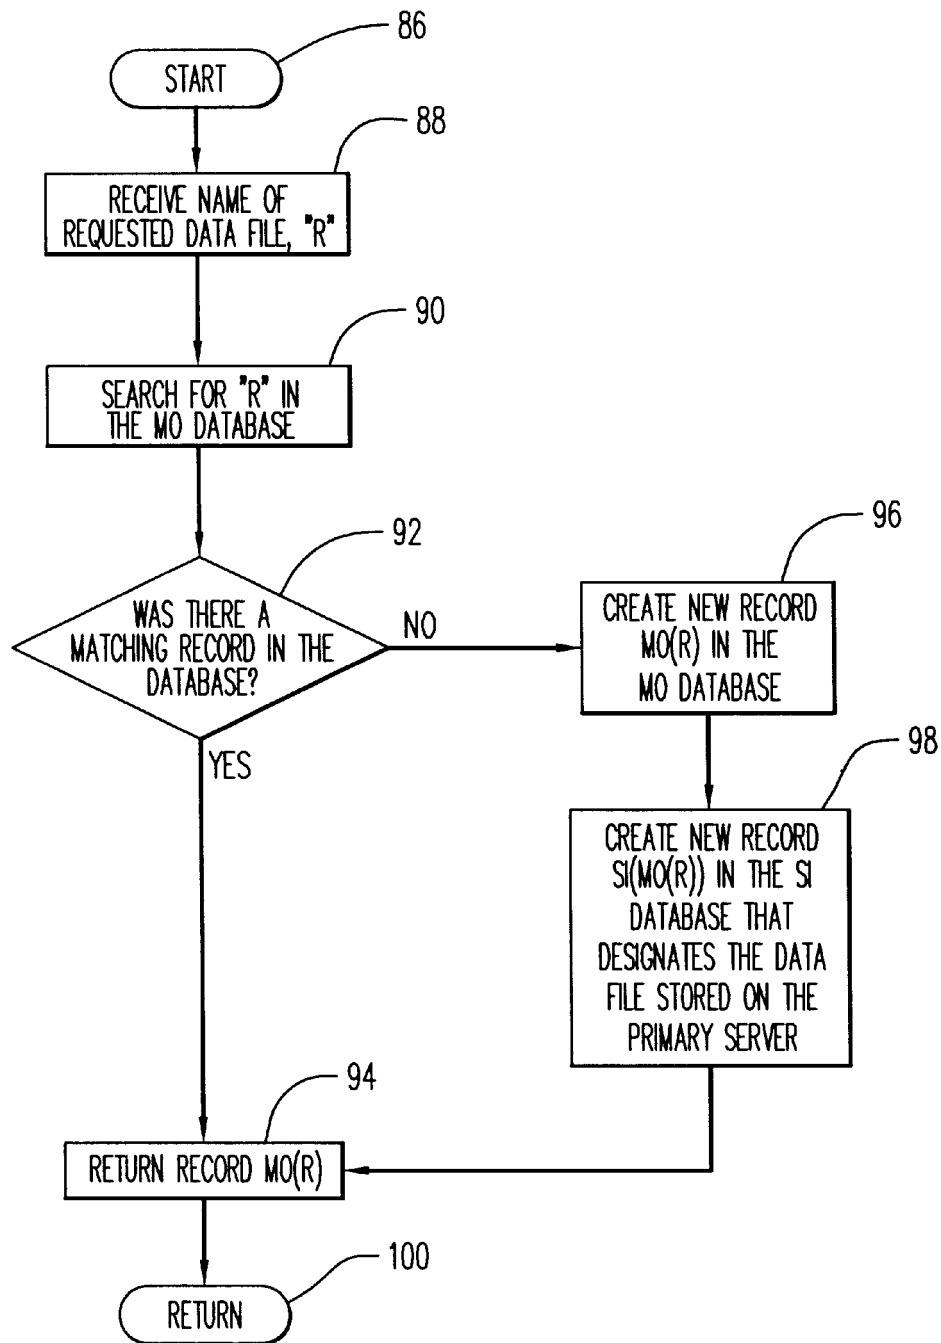 86
START
88
RECEIVE NAME OF
REQUESTED DATA FILE, "R"
90
SEARCH FOR "R" IN
THE MO DATABASE
92
WAS THERE A
MATCHING RECORD IN THE
DATABASE?
NO
YES
96
CREATE NEW RECORD
MO(R) IN THE
MO DATABASE
98
CREATE NEW RECORD
SI(MO(R)) IN THE SI
DATABASE THAT
DESIGNATES THE DATA
FILE STORED ON THE
PRIMARY SERVER
94
RETURN RECORD MO(R)
100
RETURN